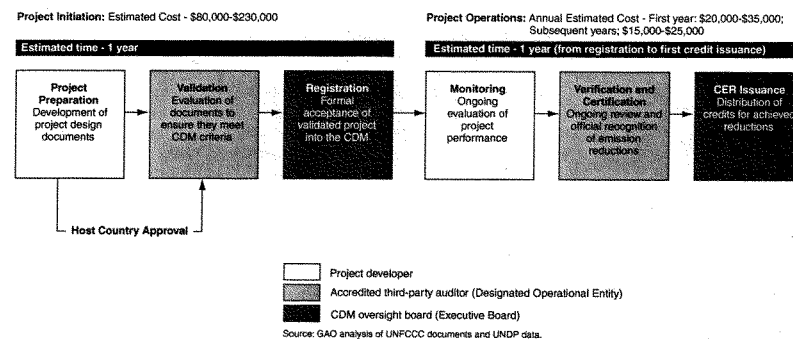 Project Initiation: Estimated Cost - $80,000-$230,000
Estimated time - 1 year
Project Operations: Annual Estimated Cost - First year: $20,000-$35,000;
Subsequent years; $15,000-$25,000
Estimated time - 1 year (from registration to first credit issuance)
Project
Preparation
Development of
project design
documents
Validation
Evaluation of
documents to
ensure they meet
CDM criteria
Registration
Formal
acceptance of
validated project
into the CDM
Monitoring
Ongoing
evaluation of
project
performance
Varification and
Certification
Ongoing review and
official recognition
of emission
reductions
CER Issuance
Distribution of
credits for achieved
reductions
Host Country Approval
Project developer
Accredited third-party auditor (Designated Operational Entity)
CDM oversight board (Executive Board)
Source: GAO analysis of UNFCCC documents and UNDP data.